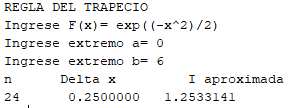 REGLA DEL TRAPECIO
Ingrese F(x)= exp((-x^2)/2)
Ingrese extremo a= 0
Ingrese extremo b= 6
n Delta x I aproximada
24 0.2500000 1.2533141